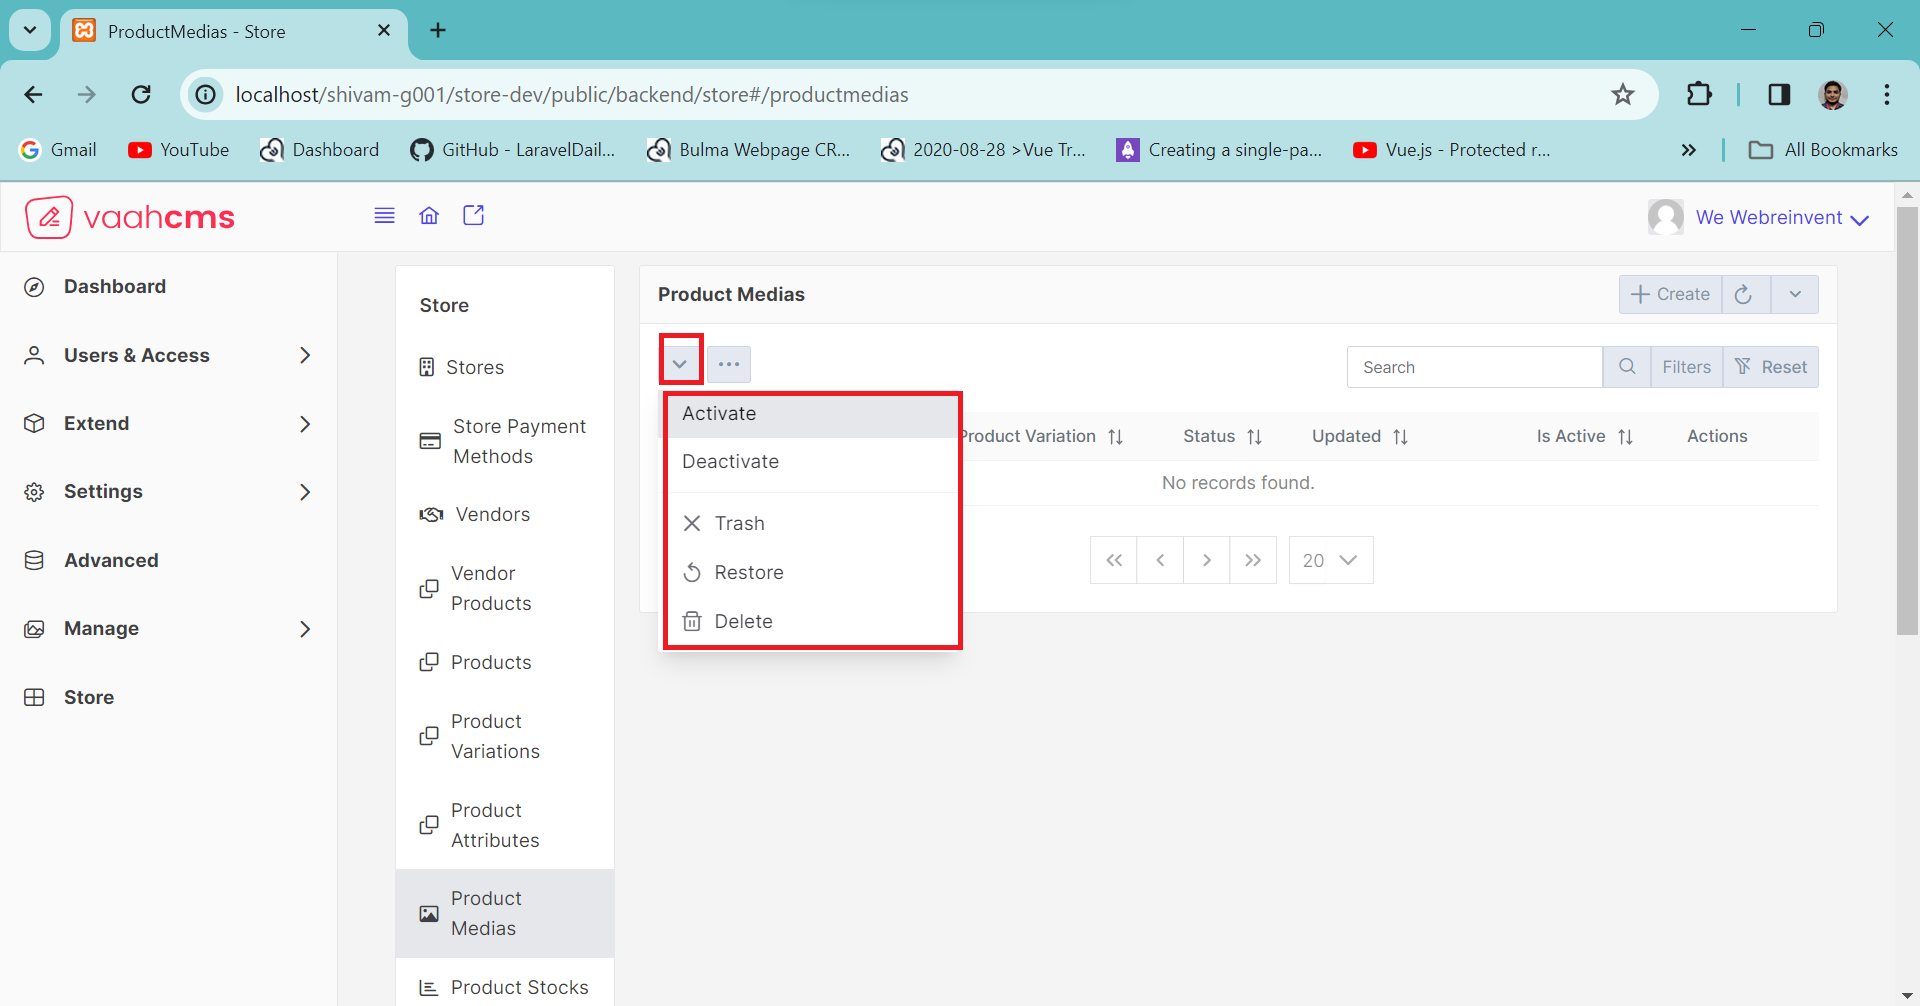 ProductMedias - Store
localhost/shivam-g001/store-dev/public/backend/store#/productmedias
Gmail
YouTube
Dashboard
GitHub - LaravelDail...
Bulma Webpage CR...
2020-08-28 >Vue Tr...
Creating a single-pa...
Vue.js - Protected r...
All Bookmarks
vaahcms
We Webreinvent
Dashboard
Users & Access
Extend
Settings
Advanced
Manage
Store
Store
Stores
Store Payment
Methods
Vendors
Vendor
Products
Products
Product
Variations
Product
Attributes
Product
Medias
Product Stocks
Product Medias
Create
Search
Filters
Reset
Activate
Deactivate
Trash
Restore
Delete
Product Variation
Status
Updated
Is Active
Actions
No records found.
20